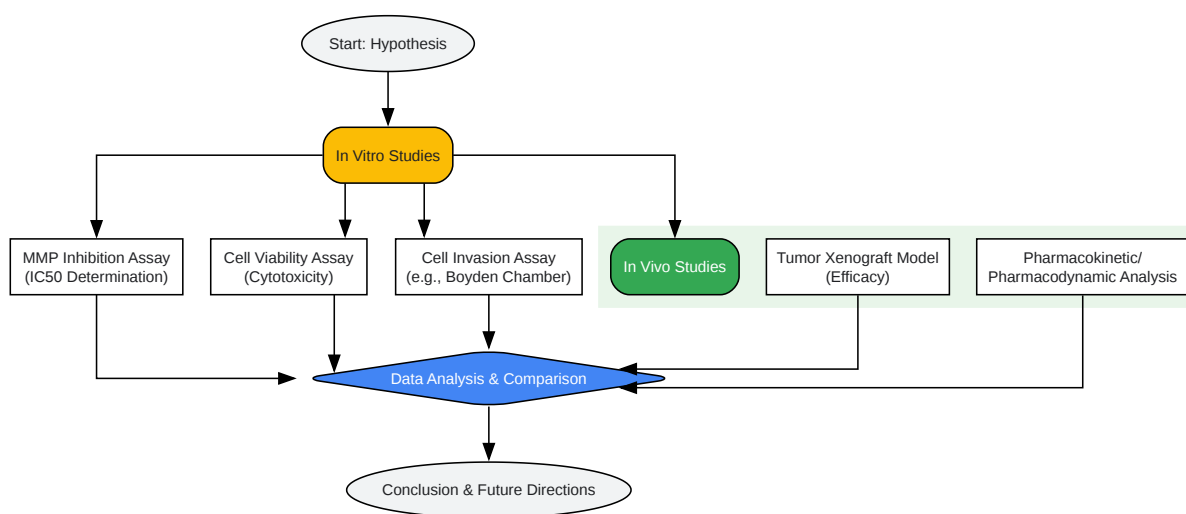 Start: Hypothesis
In Vitro Studies
MMP Inhibition Assay
(IC50 Determination)
Cell Viability Assay
(Cytotoxicity)
Cell Invasion Assay
(e.g., Boyden Chamber)
In Vivo Studies
Tumor Xenograft Model
(Efficacy)
Pharmacokinetic/
Pharmacodynamic Analysis
Data Analysis & Comparison
Conclusion & Future Directions